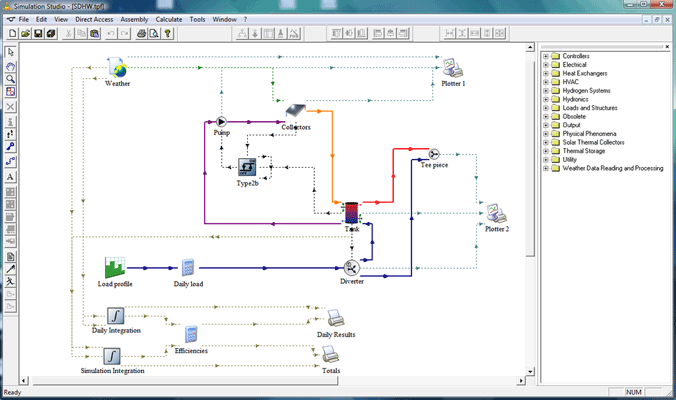 Simulation Studio - [SDHW.tpf]
File Edit View Direct Access Assembly Calculate Tools Window ?
Weather
Plotter 1
Pump
Collectors
Type2b
Tee piece
Tank
Plotter 2
Load profile
Daily load
Diverter
Daily Integration
Efficiencies
Daily Results
Simulation Integration
Totals
Controllers
Electrical
Heat Exchangers
HVAC
Hydrogen Systems
Hydronics
Loads and Structures
Obsolete
Output
Physical Phenomena
Solar Thermal Collectors
Thermal Storage
Utility
Weather Data Reading and Processing
Ready
NUM